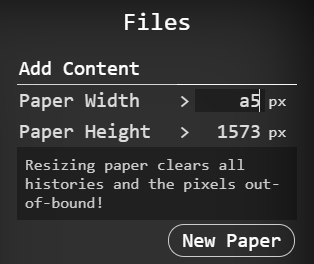 Files
Add Content
Paper Width > a5 px
Paper Height > 1573 px
Resizing paper clears all
histories and the pixels out-
of-bound!
New Paper